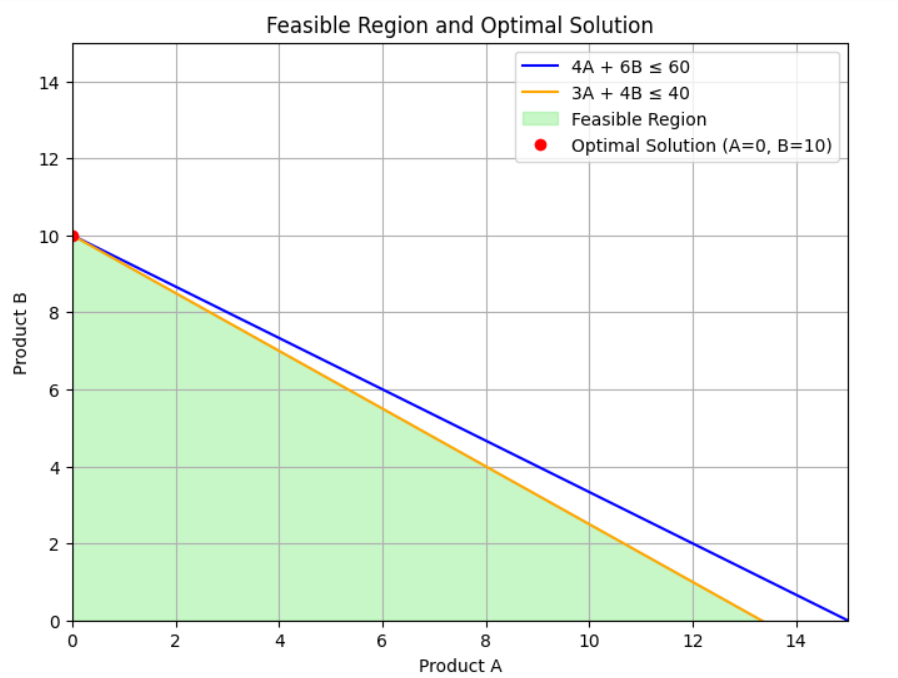 Feasible Region and Optimal Solution
4A + 6B ≤ 60
3A + 4B ≤ 40
Feasible Region
Optimal Solution (A=0, B=10)
Product B
14
12
10
8
6
4
2
0
0 2 4 6 8 10 12 14
Product A